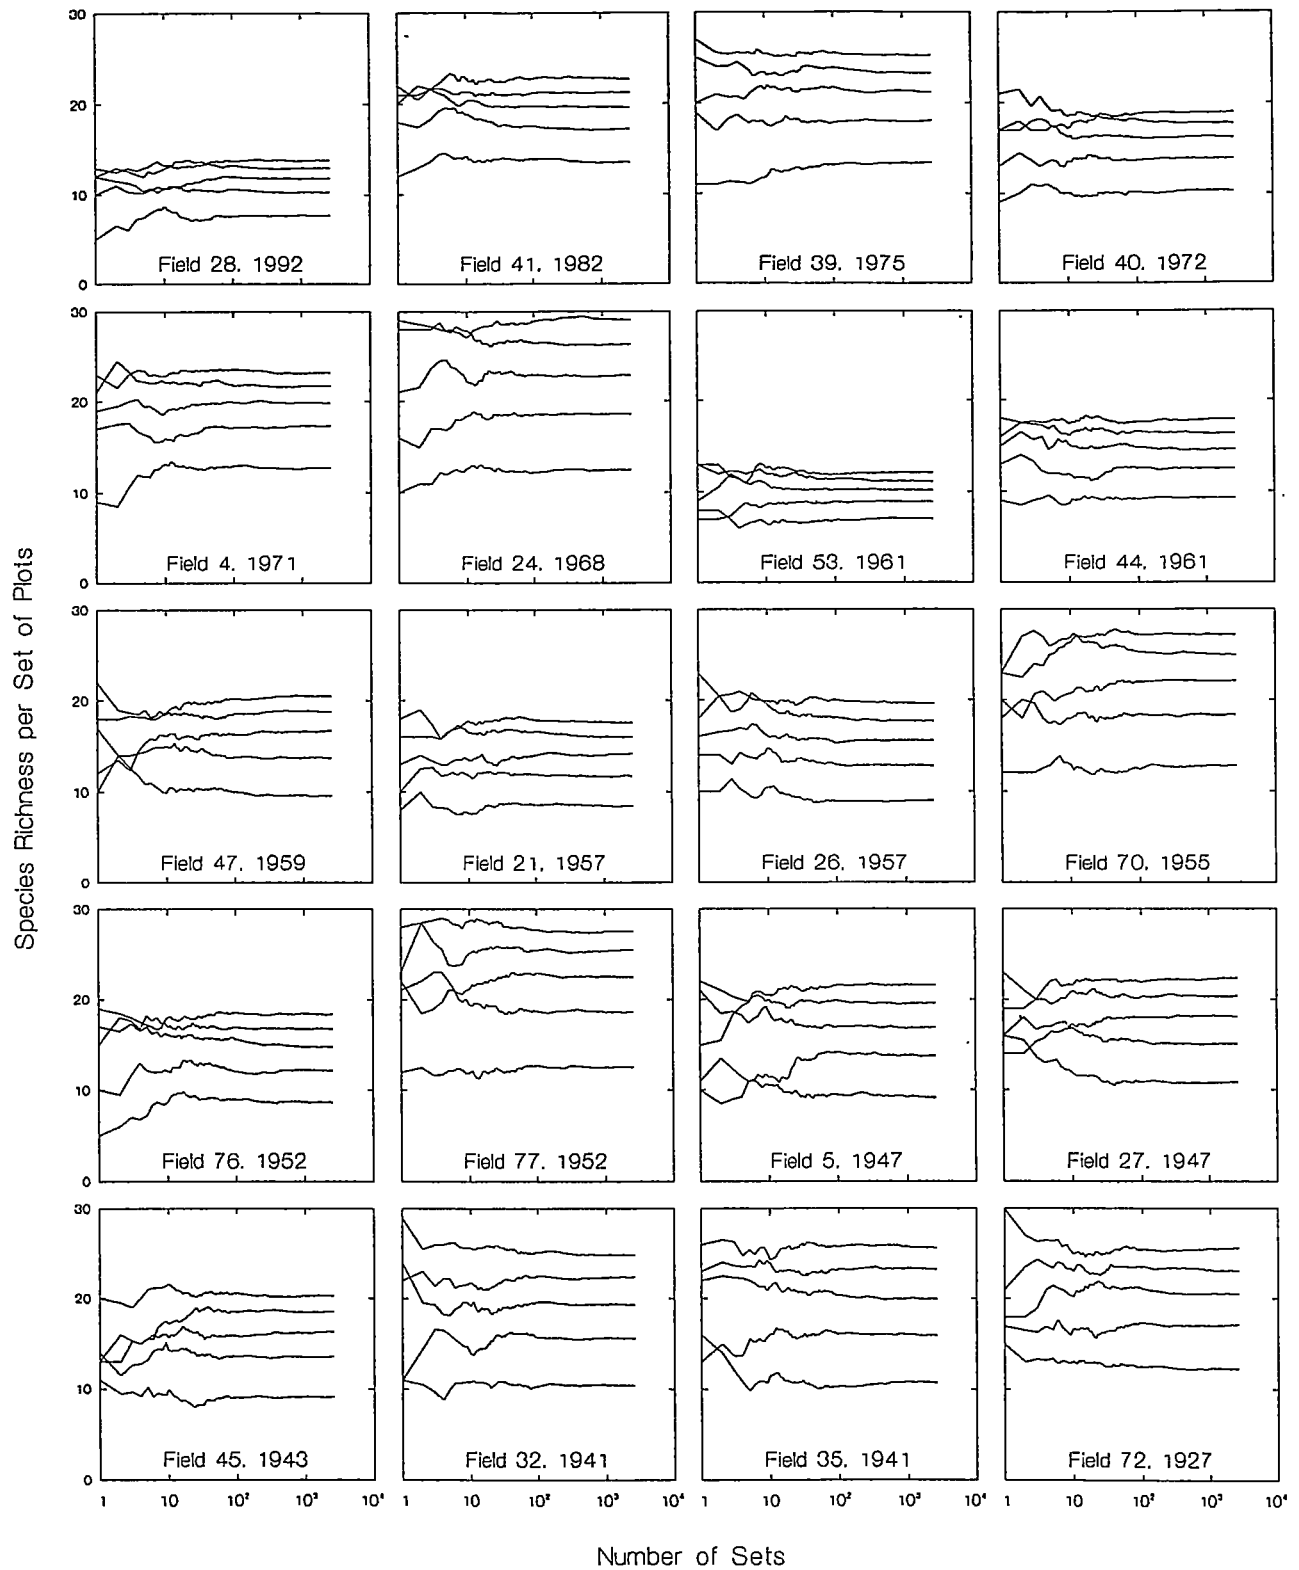 Species Richness per Set of Plots
30
20
10
0
Field 28. 1992
Field 41. 1982
Field 39. 1975
Field 40. 1972
30
20
10
0
Field 4. 1971
Field 24. 1968
Field 53. 1961
Field 44. 1961
30
20
10
0
Field 47. 1959
Field 21. 1957
Field 26. 1957
Field 70. 1955
30
20
10
0
Field 76. 1952
Field 77. 1952
Field 5. 1947
Field 27. 1947
30
20
10
0
Field 45. 1943
Field 32. 1941
Field 35. 1941
Field 72. 1927
1 10 10² 10³ 10⁴ 1 10 10² 10³ 1 10 10² 10³ 1 10 10² 10³ 10⁴
Number of Sets